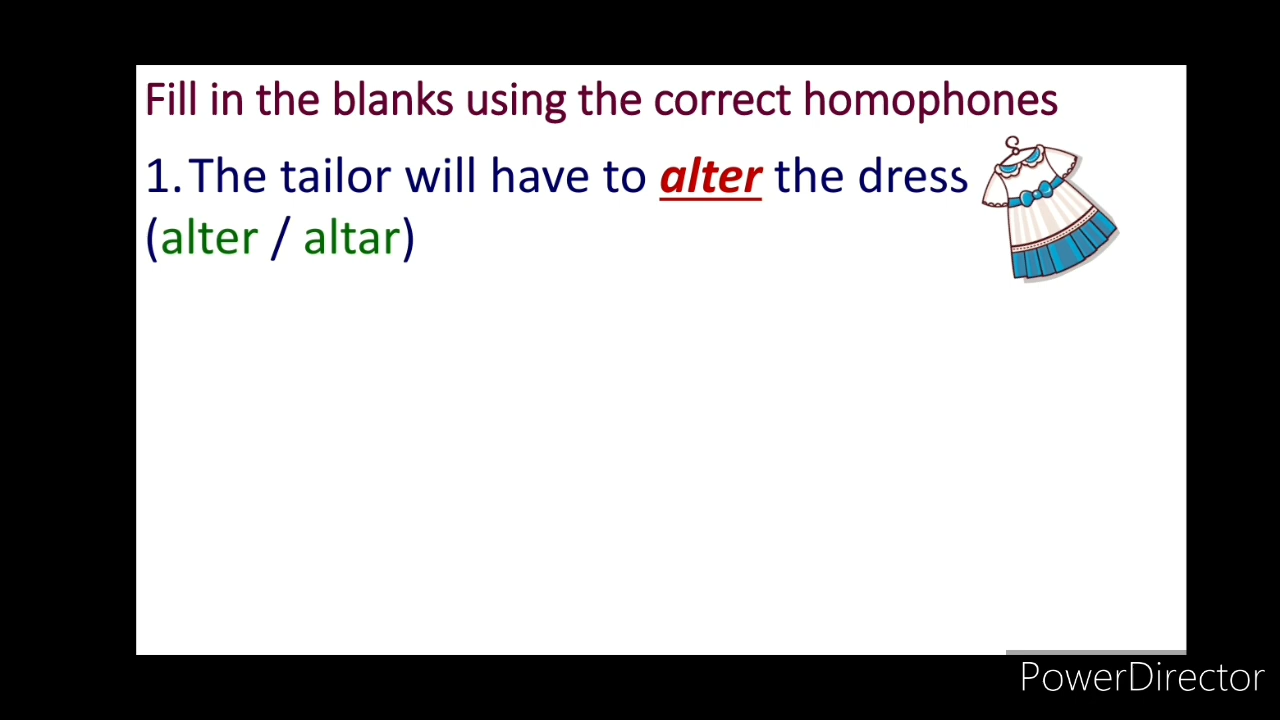 Fill in the blanks using the correct homophones
1. The tailor will have to alter the dress
(alter / altar)
PowerDirector